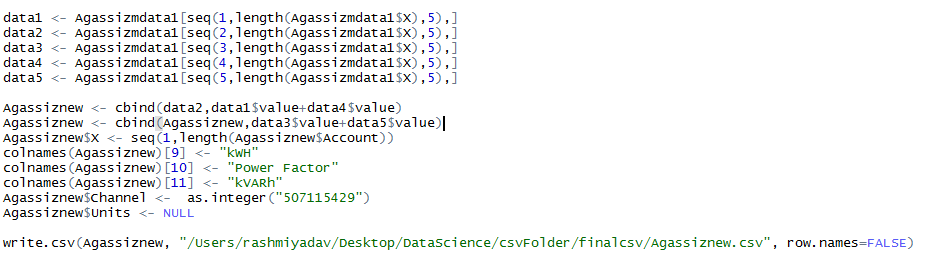 data1 <- Agassizmdata1[seq(1,length(Agassizmdata1$X),5),]
data2 <- Agassizmdata1[seq(2,length(Agassizmdata1$X),5),]
data3 <- Agassizmdata1[seq(3,length(Agassizmdata1$X),5),]
data4 <- Agassizmdata1[seq(4,length(Agassizmdata1$X),5),]
data5 <- Agassizmdata1[seq(5,length(Agassizmdata1$X),5),]
Agassiznew <- cbind(data2,data1$value+data4$value)
Agassiznew <- cbind(Agassiznew,data3$value+data5$value)
Agassiznew$X <- seq(1,length(Agassiznew$Account))
colnames(Agassiznew)[9] <- "kWH"
colnames(Agassiznew)[10] <- "Power Factor"
colnames(Agassiznew)[11] <- "kVARh"
Agassiznew$Channel <-  as.integer("507115429")
Agassiznew$Units <- NULL
write.csv(Agassiznew, "/Users/rashmiyadav/Desktop/DataScience/csvFolder/finalcsv/Agassiznew.csv", row.names=FALSE)